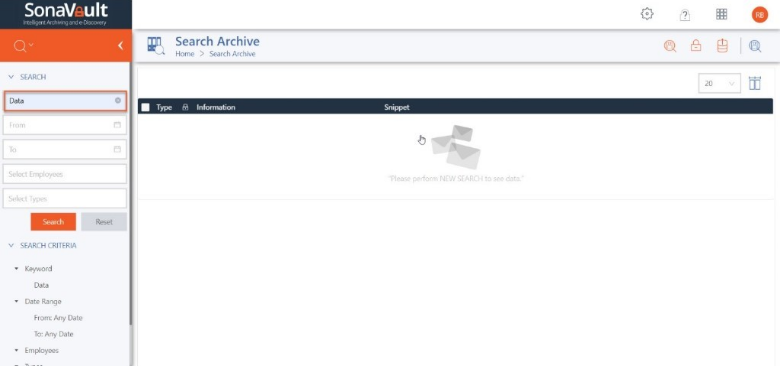 SonaVault
Intelligent Archiving and e-Discovery
RB
Search Archive
Home > Search Archive
SEARCH
Data
From
To
Select Employees
Select Types
Search Reset
SEARCH CRITERIA
Keyword
Data
Date Range
From: Any Date
To: Any Date
Employees
Types
20
Type Information Snippet
"Please perform NEW SEARCH to see data."